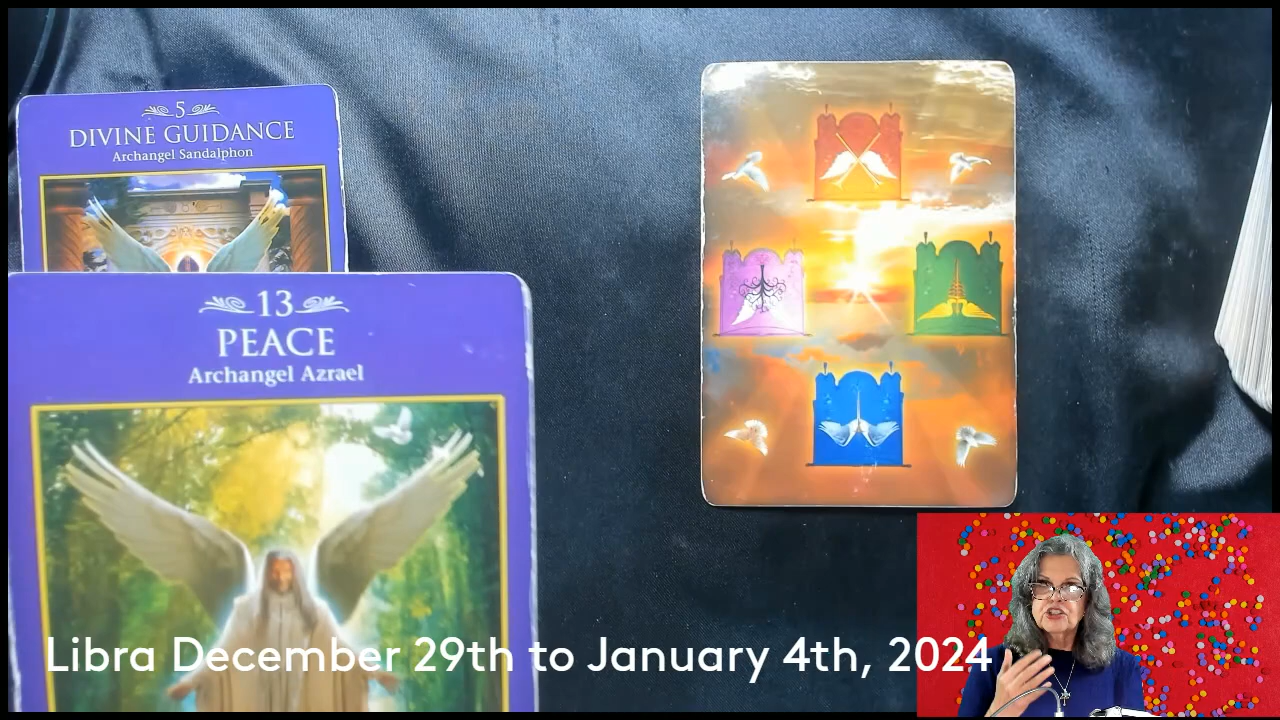 5
DIVINE GUIDANCE
Archangel Sandalphon
13
PEACE
Archangel Azrael
Libra December 29th to January 4th, 2024